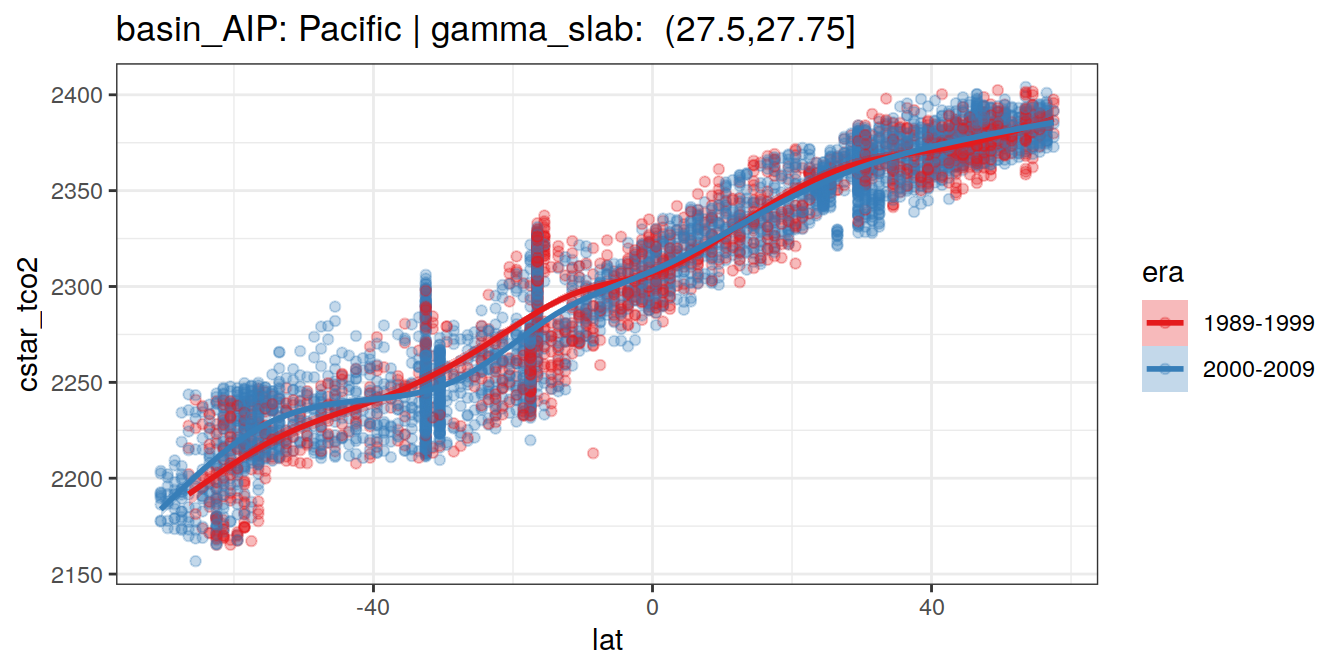 basin_AIP: Pacific | gamma_slab:  (27.5,27.75]
cstar_tco2
2400
2350
2300
2250
2200
2150
-40
0
40
lat
era
1989-1999
2000-2009